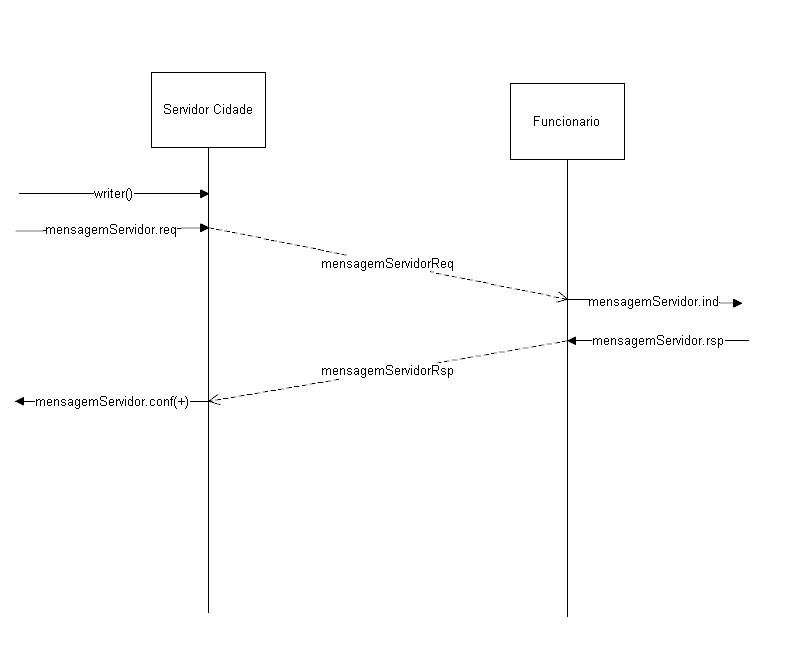 Servidor Cidade
Funcionario
writer()
mensagemServidor.req
mensagemServidorReq
mensagemServidor.ind
mensagemServidor.rsp
mensagemServidorRsp
mensagemServidor.conf(+)